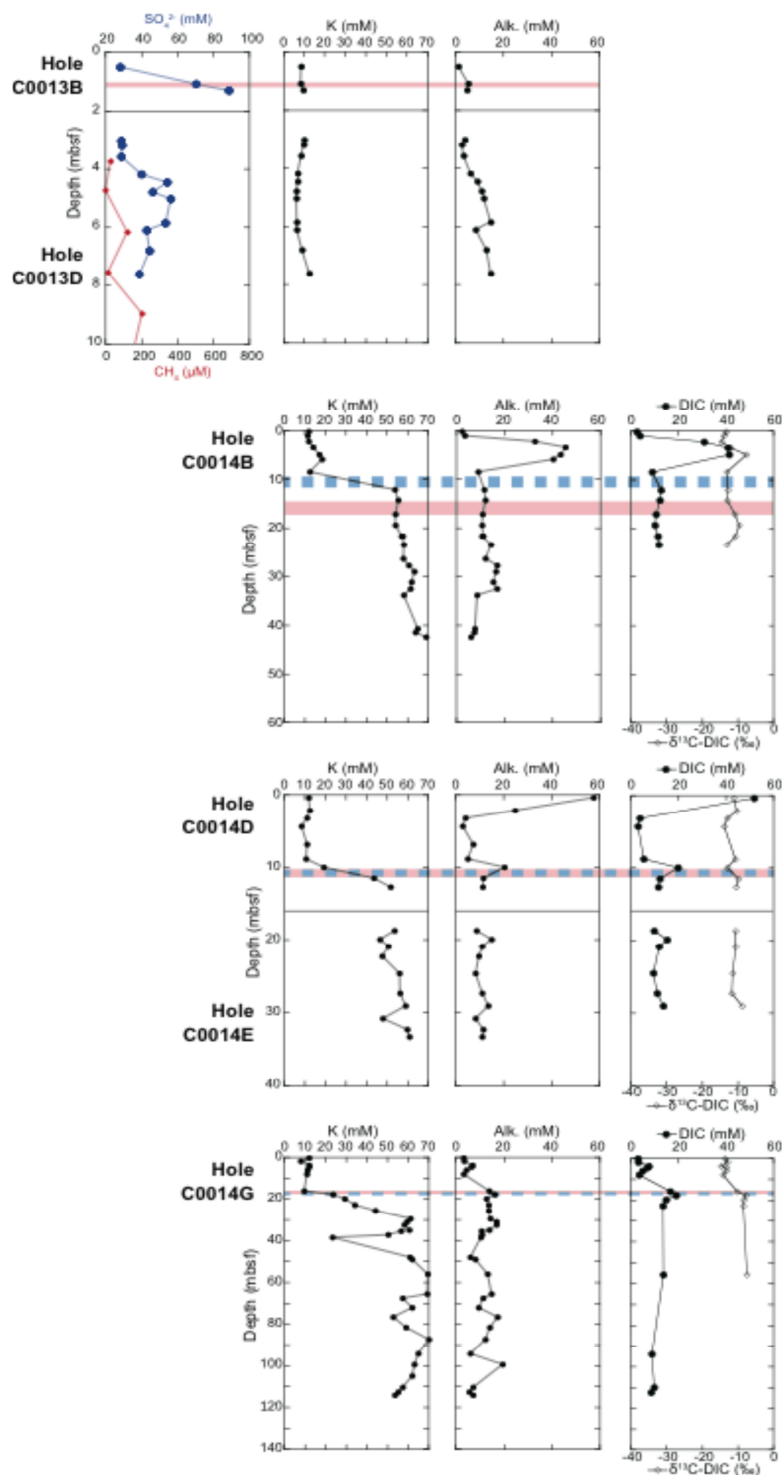 SO₄²⁻ (mM) K (mM) Alk. (mM)
20 40 60 80 100 0 10 20 30 40 50 60 70 0 20 40 60
Hole
C0013B
0
2
4
6
8
10
Depth (mbsf)
Hole
C0013D
0 200 400 600 800
CH₄ (µM)
K (mM) Alk. (mM) DIC (mM)
0 10 20 30 40 50 60 70 0 20 40 60 0 20 40 60
Hole
C0014B
0
10
20
30
40
50
60
Depth (mbsf)
-40 -30 -20 -10 0
δ¹³C-DIC (‰)
K (mM) Alk. (mM) DIC (mM)
0 10 20 30 40 50 60 70 0 20 40 60 0 20 40 60
Hole
C0014D
0
10
20
30
40
Depth (mbsf)
Hole
C0014E
-40 -30 -20 -10 0
δ¹³C-DIC (‰)
K (mM) Alk. (mM) DIC (mM)
0 10 20 30 40 50 60 70 0 20 40 60 0 20 40 60
Hole
C0014G
0
20
40
60
80
100
120
140
Depth (mbsf)
-40 -30 -20 -10 0
δ¹³C-DIC (‰)